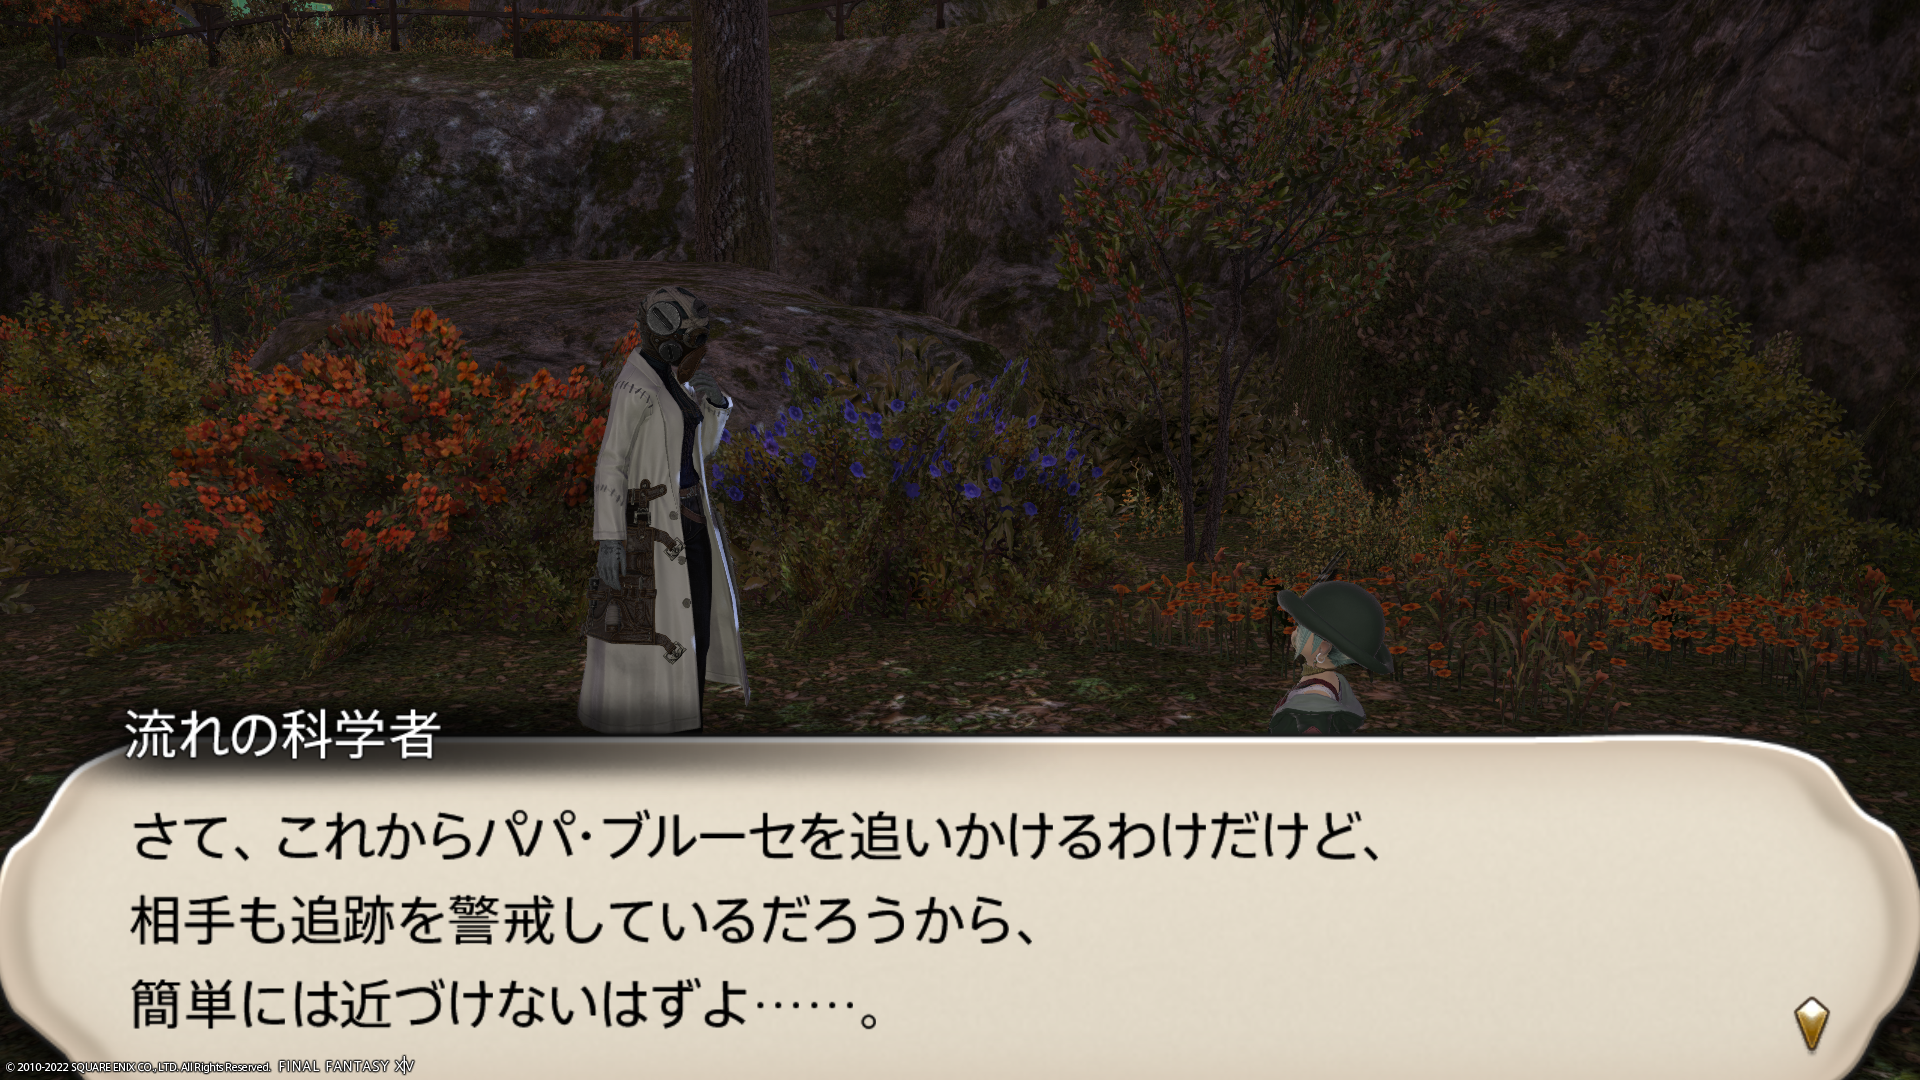 流れの科学者
さて、これからパパ・ブルーセを追いかけるわけだけど、
相手も追跡を警戒しているだろうから、
簡単には近づけないはずよ……。
© 2010-2022 SQUARE ENIX CO., LTD. All Rights Reserved. FINAL FANTASY XIV